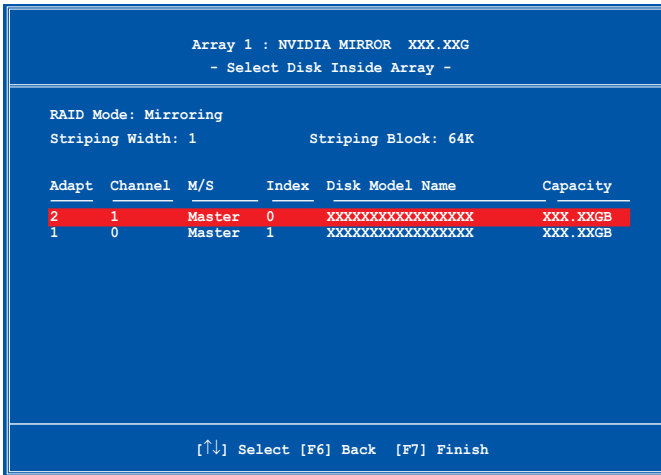 Array 1 : NVIDIA MIRROR XXX.XXG
- Select Disk Inside Array -
RAID Mode: Mirroring
Striping Width: 1 Striping Block: 64K
Adapt Channel M/S Index Disk Model Name Capacity
2 1 Master 0 XXXXXXXXXXXXXXXXX XXX.XXGB
1 0 Master 1 XXXXXXXXXXXXXXXXX XXX.XXGB
[↑↓] Select [F6] Back [F7] Finish